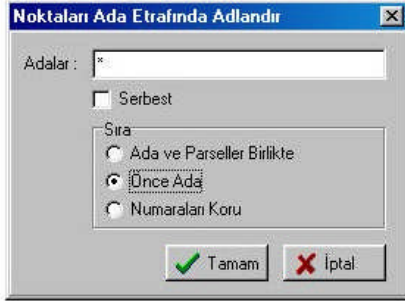 Noktaları Ada Etrafında Adlandır
Adalar : *
Serbest
Sıra
Ada ve Parseller Birlikte
Önce Ada
Numaraları Koru
Tamam İptal